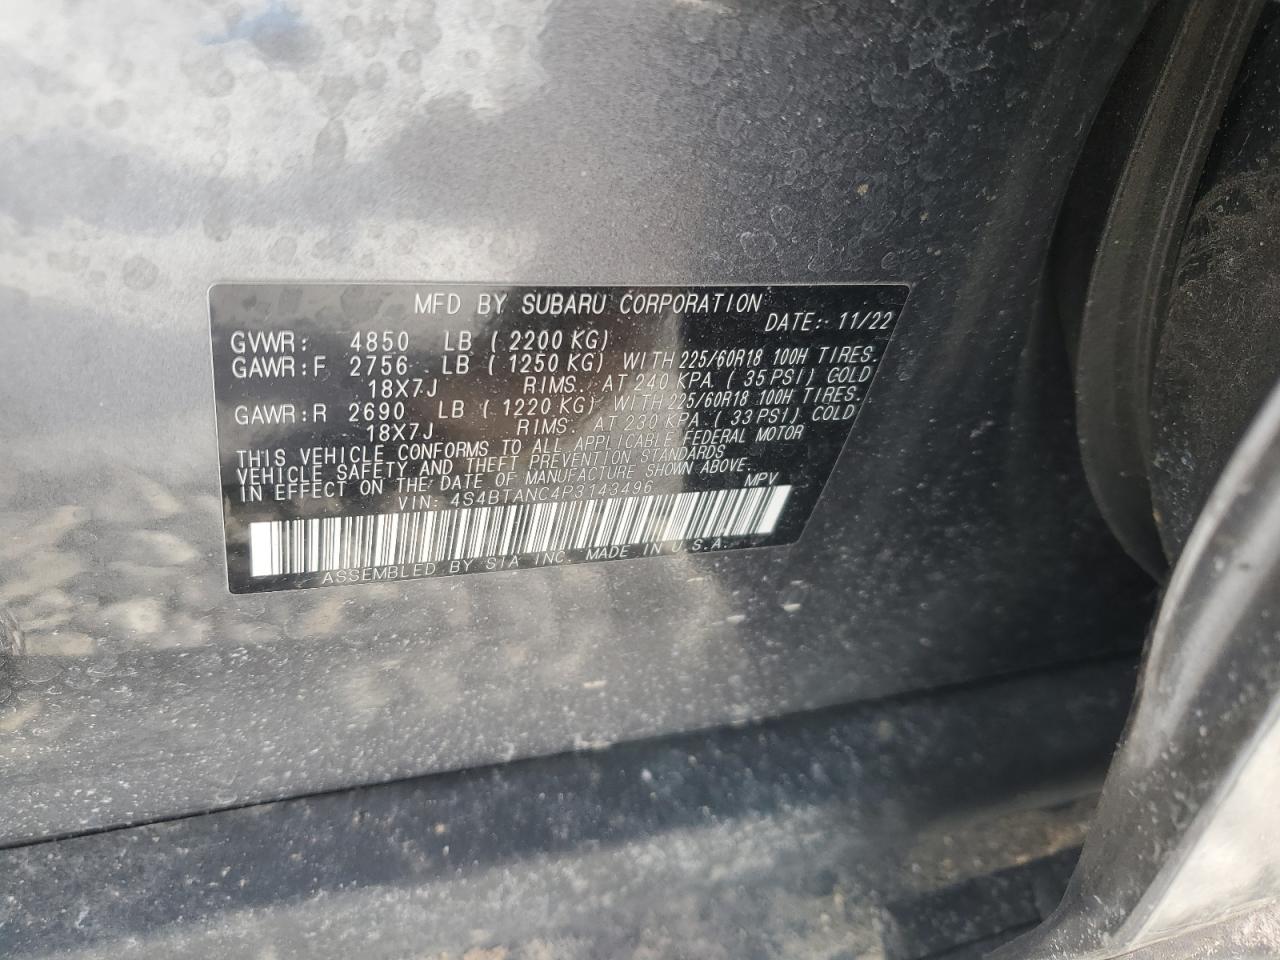 MFD BY SUBARU CORPORATION
DATE: 11/22
GVWR: 4850 LB ( 2200 KG)
GAWR: F 2756 LB ( 1250 KG) WITH 225/60R18 100H TIRES.
18X7J RIMS. AT 240 KPA ( 35 PSI) COLD
GAWR: R 2690 LB ( 1220 KG) WITH 225/60R18 100H TIRES.
18X7J RIMS. AT 230 KPA ( 33 PSI) COLD
THIS VEHICLE CONFORMS TO ALL APPLICABLE FEDERAL MOTOR
VEHICLE SAFETY AND THEFT PREVENTION STANDARDS
IN EFFECT ON THE DATE OF MANUFACTURE SHOWN ABOVE.
VIN: 4S4BTANC4P3143496 MPV
ASSEMBLED BY SIA INC. MADE IN U.S.A.